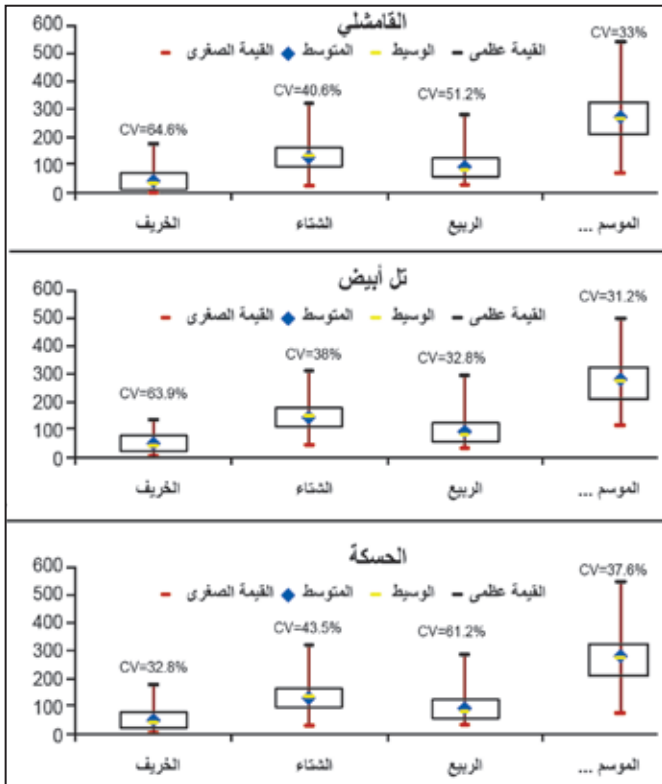 القامشلي
القيمة الصغرى المتوسط الوسيط القيمة عظمى
600
500
400
300
200
100
0
CV=64.6%
CV=40.6%
CV=51.2%
CV=33%
الخريف الشتاء الربيع الموسم ...
تل أبيض
القيمة الصغرى المتوسط الوسيط القيمة عظمى
600
500
400
300
200
100
0
CV=63.9%
CV=38%
CV=32.8%
CV=31.2%
الخريف الشتاء الربيع الموسم ...
الحسكة
القيمة الصغرى المتوسط الوسيط القيمة عظمى
600
500
400
300
200
100
0
CV=32.8%
CV=43.5%
CV=61.2%
CV=37.6%
الخريف الشتاء الربيع الموسم ...